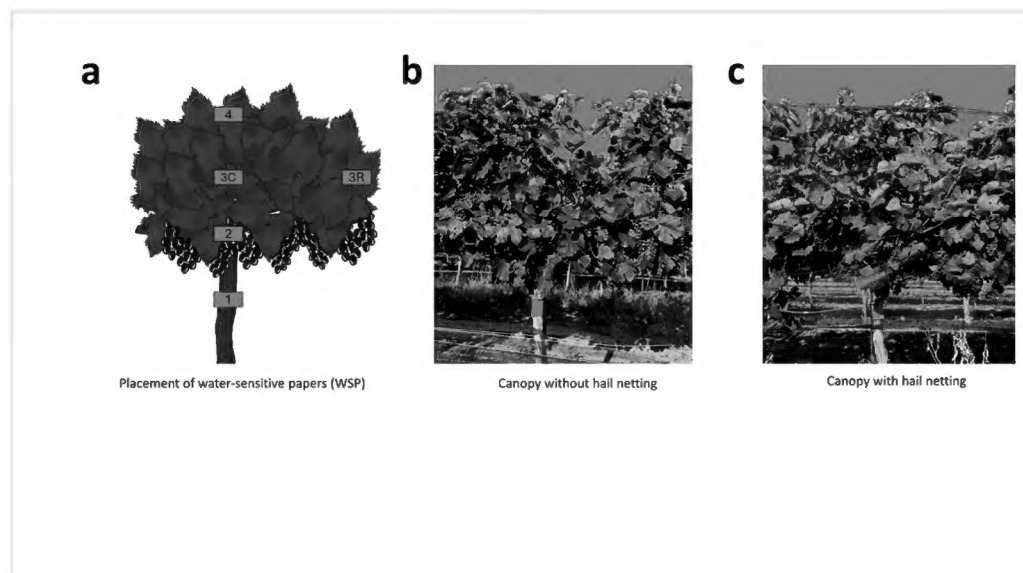 a
b
c
4
3C
3R
2
1
Placement of water-sensitive papers (WSP)
Canopy without hail netting
Canopy with hail netting